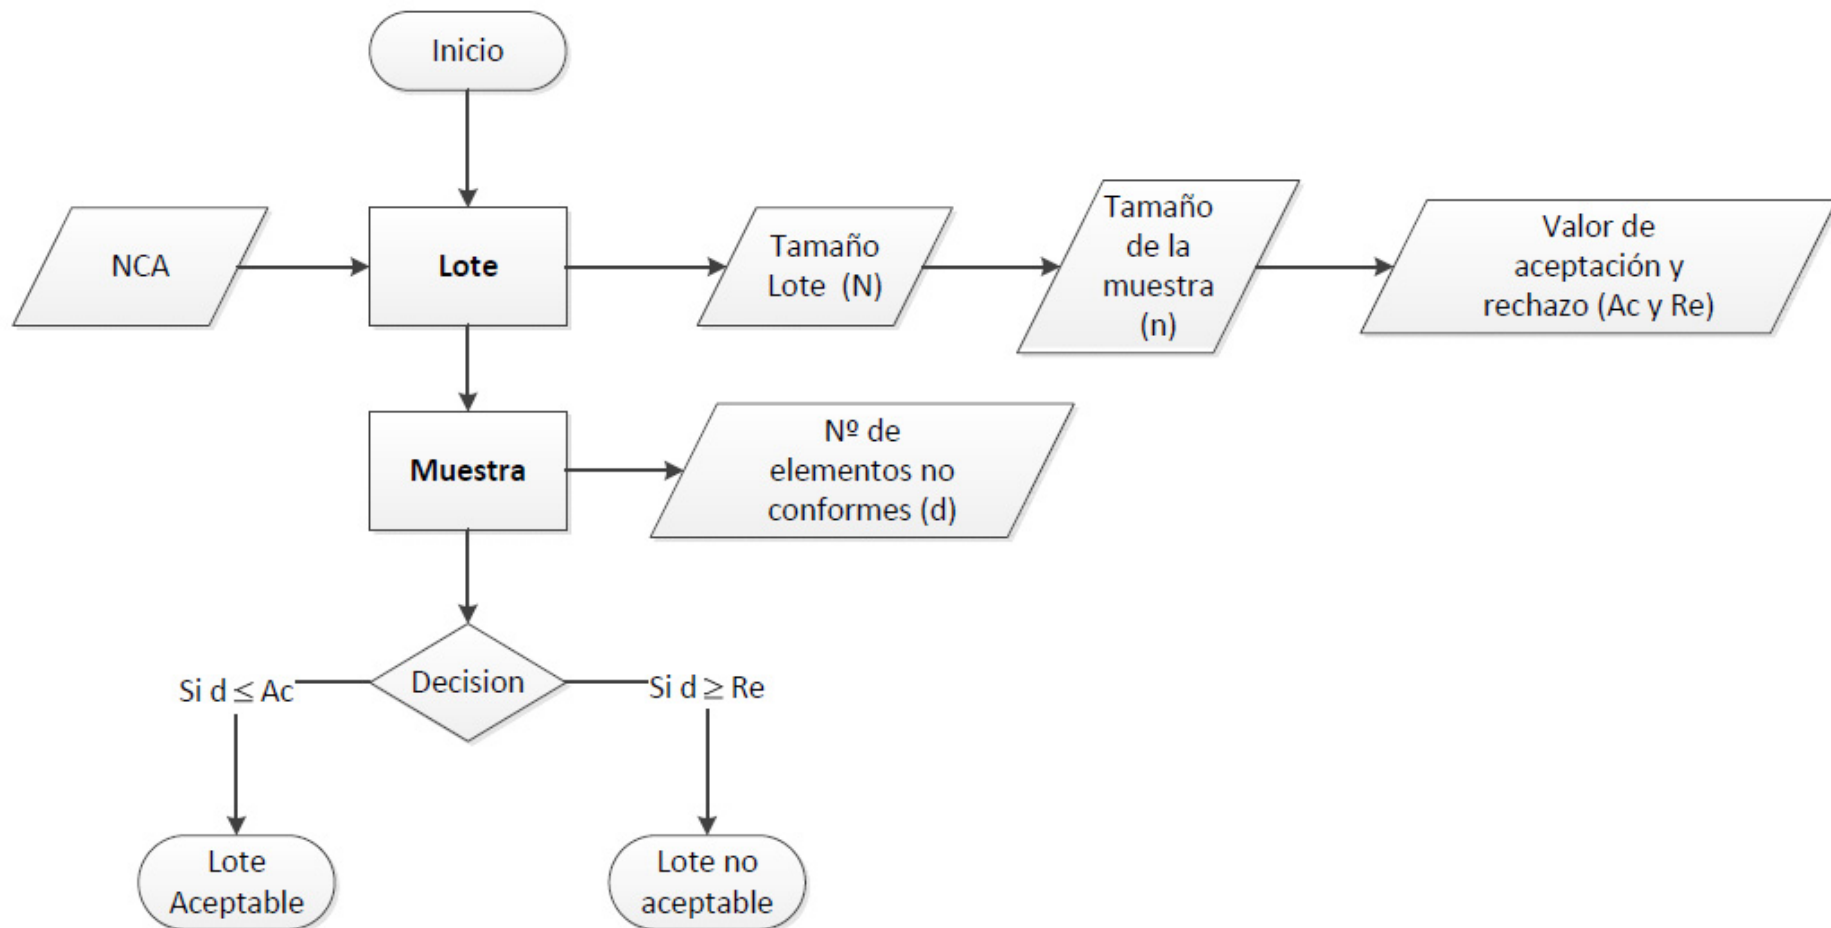 Inicio
NCA
Lote
Tamaño
Lote (N)
Tamaño
de la
muestra
(n)
Valor de
aceptación y
rechazo (Ac y Re)
Muestra
Nº de
elementos no
conformes (d)
Decision
Si d ≤ Ac
Si d ≥ Re
Lote
Aceptable
Lote no
aceptable